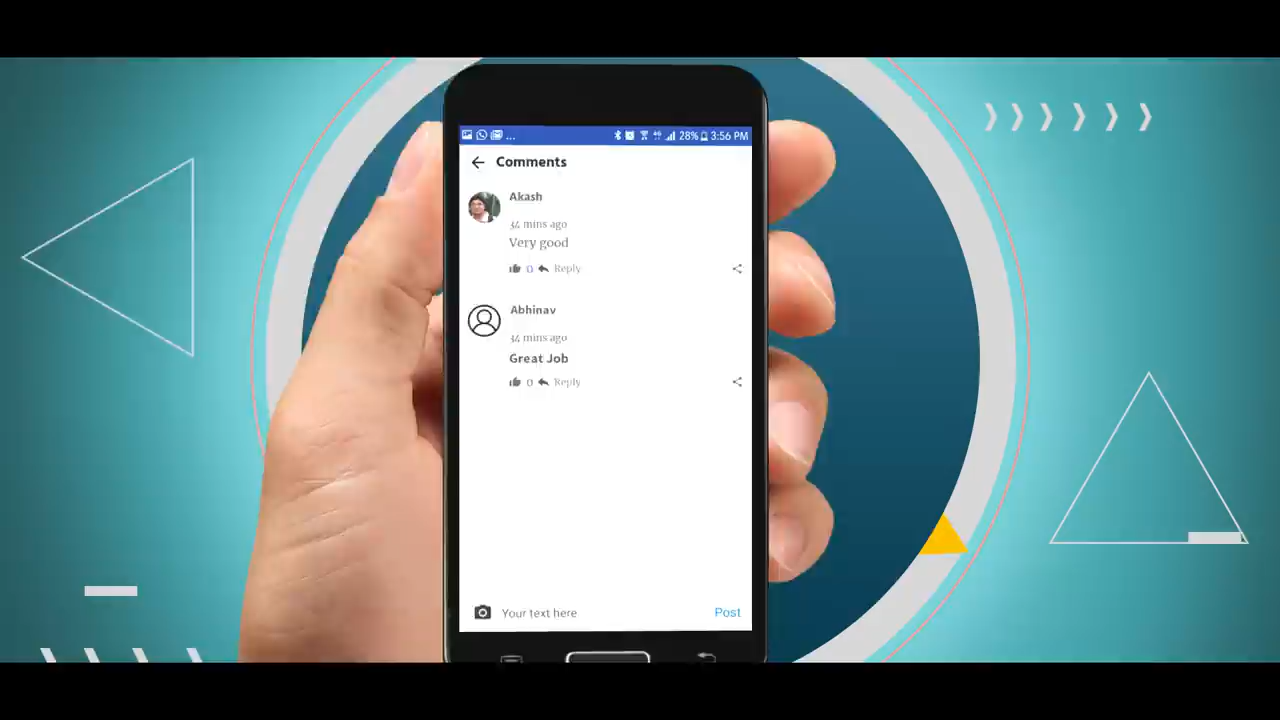 ... 28% 3:56 PM
Comments
Akash
34 mins ago
Very good
0 Reply
Abhinav
34 mins ago
Great Job
0 Reply
Your text here Post